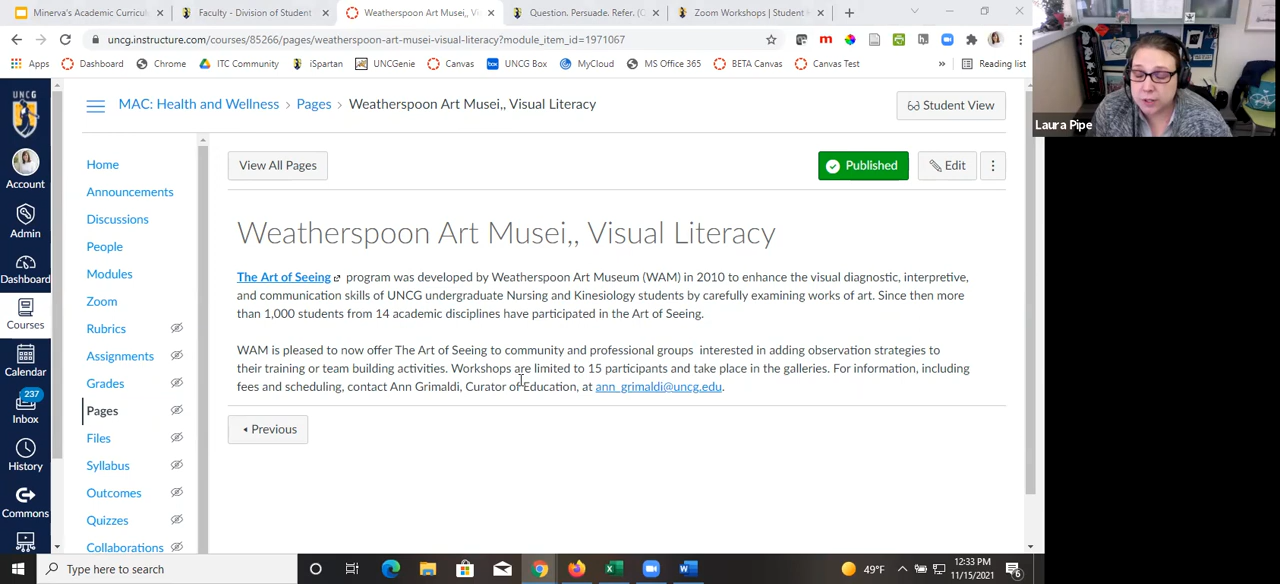 Minerva's Academic Curricul
Faculty - Division of Student
Weatherspoon Art Musei,, Vi
Question. Persuade. Refer. (Q
Zoom Workshops | Student H
uncg.instructure.com/courses/85266/pages/weatherspoon-art-musei-visual-literacy?module_item_id=1971067
Apps
Dashboard
Chrome
ITC Community
iSpartan
UNCGenie
Canvas
UNCG Box
MyCloud
MS Office 365
BETA Canvas
Canvas Test
»
Reading list
Laura Pipe
UNCG
Account
Admin
Dashboard
Courses
Calendar
237
Inbox
History
Commons
MAC: Health and Wellness > Pages > Weatherspoon Art Musei,, Visual Literacy
Student View
Home
Announcements
Discussions
People
Modules
Zoom
Rubrics
Assignments
Grades
Pages
Files
Syllabus
Outcomes
Quizzes
Collaborations
View All Pages
Published
Edit
Weatherspoon Art Musei,, Visual Literacy
The Art of Seeing program was developed by Weatherspoon Art Museum (WAM) in 2010 to enhance the visual diagnostic, interpretive,
and communication skills of UNCG undergraduate Nursing and Kinesiology students by carefully examining works of art. Since then more
than 1,000 students from 14 academic disciplines have participated in the Art of Seeing.
WAM is pleased to now offer The Art of Seeing to community and professional groups interested in adding observation strategies to
their training or team building activities. Workshops are limited to 15 participants and take place in the galleries. For information, including
fees and scheduling, contact Ann Grimaldi, Curator of Education, at ann_grimaldi@uncg.edu.
Previous
Type here to search
49°F
12:33 PM
11/15/2021
6